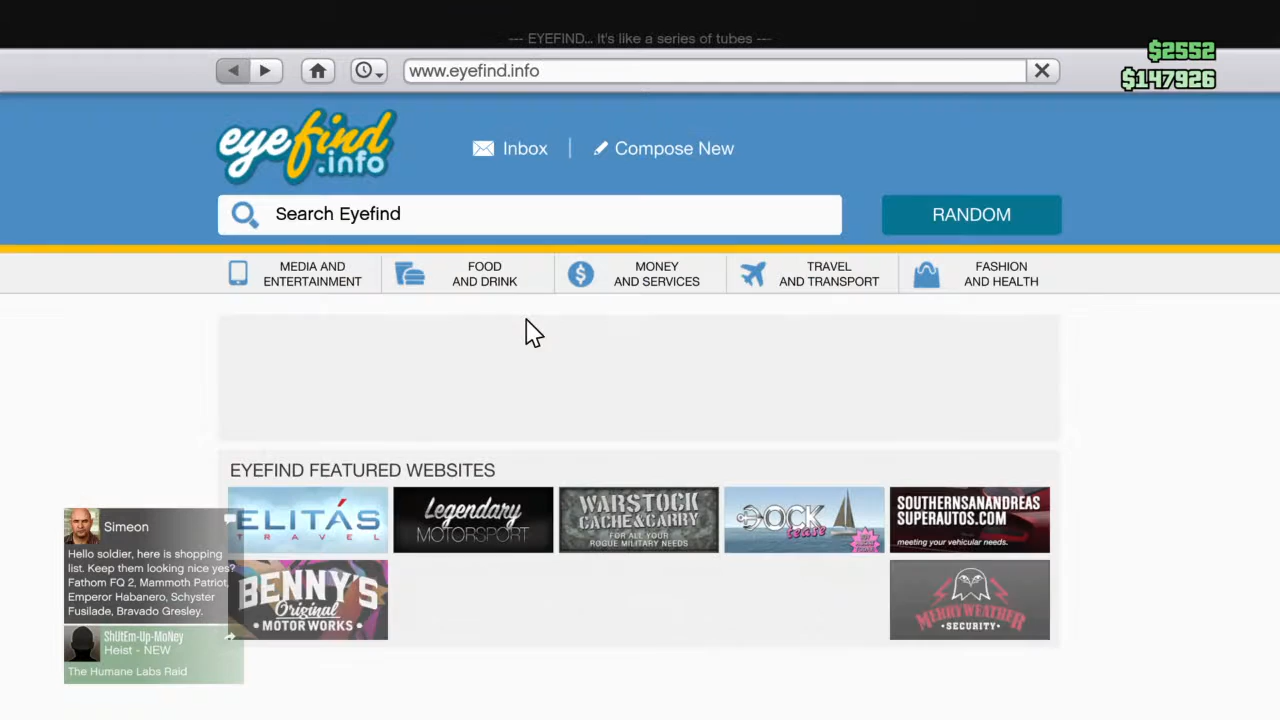 --- EYEFIND... It's like a series of tubes ---
$2552
www.eyefind.info
$147926
eyefind
.info
Inbox
Compose New
Search Eyefind
RANDOM
MEDIA AND
ENTERTAINMENT
FOOD
AND DRINK
MONEY
AND SERVICES
TRAVEL
AND TRANSPORT
FASHION
AND HEALTH
EYEFIND FEATURED WEBSITES
ELITÁS
TRAVEL
Legendary
MOTORSPORT
WARSTOCK
CACHE&CARRY
FOR ALL YOUR
ROGUE MILITARY NEEDS
DOCK
tease
SOUTHERNSANANDREAS
SUPERAUTOS.COM
meeting your vehicular needs.
BENNY'S
Original
MOTOR WORKS
MERRYWEATHER
SECURITY
Simeon
Hello soldier, here is shopping
list. Keep them looking nice yes?
Fathom FQ 2, Mammoth Patriot,
Emperor Habanero, Schyster
Fusilade, Bravado Gresley.
ShUtEm-Up-MoNey
Heist - NEW
The Humane Labs Raid